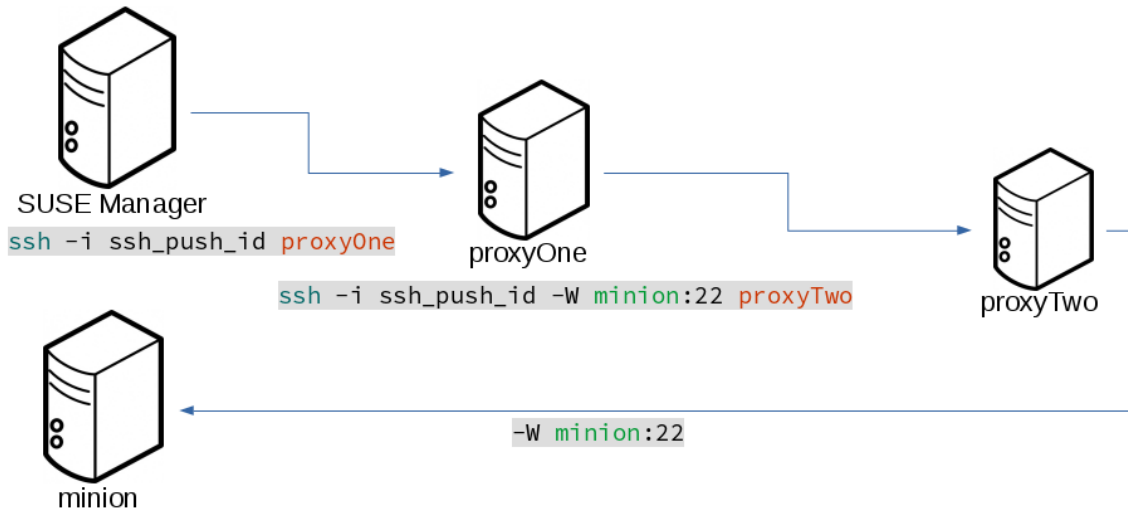 SUSE Manager
ssh -i ssh_push_id proxyOne
proxyOne
ssh -i ssh_push_id -W minion:22 proxyTwo
proxyTwo
-W minion:22
minion